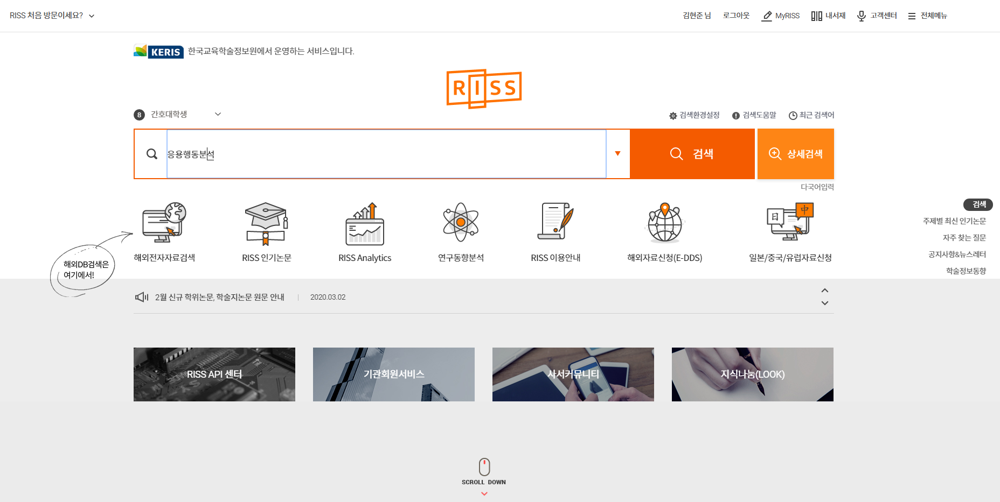 RISS 처음 방문이세요?
김현준 님 로그아웃 MyRISS 내서재 고객센터 전체메뉴
KERIS 한국교육학술정보원에서 운영하는 서비스입니다.
RISS
8 간호대학생
검색환경설정 검색도움말 최근 검색어
응용행동분석
검색
상세검색
다국어입력
日 中
해외전자자료검색 RISS 인기논문 RISS Analytics 연구동향분석 RISS 이용안내 해외자료신청(E-DDS) 일본/중국/유럽자료신청
해외DB검색은
여기에서!
검색
주제별 최신 인기논문
자주 찾는 질문
공지사항&뉴스레터
학술정보동향
2월 신규 학위논문, 학술지논문 원문 안내 2020.03.02
RISS API 센터 기관회원서비스 사서커뮤니티 지식나눔(LOOK)
SCROLL DOWN